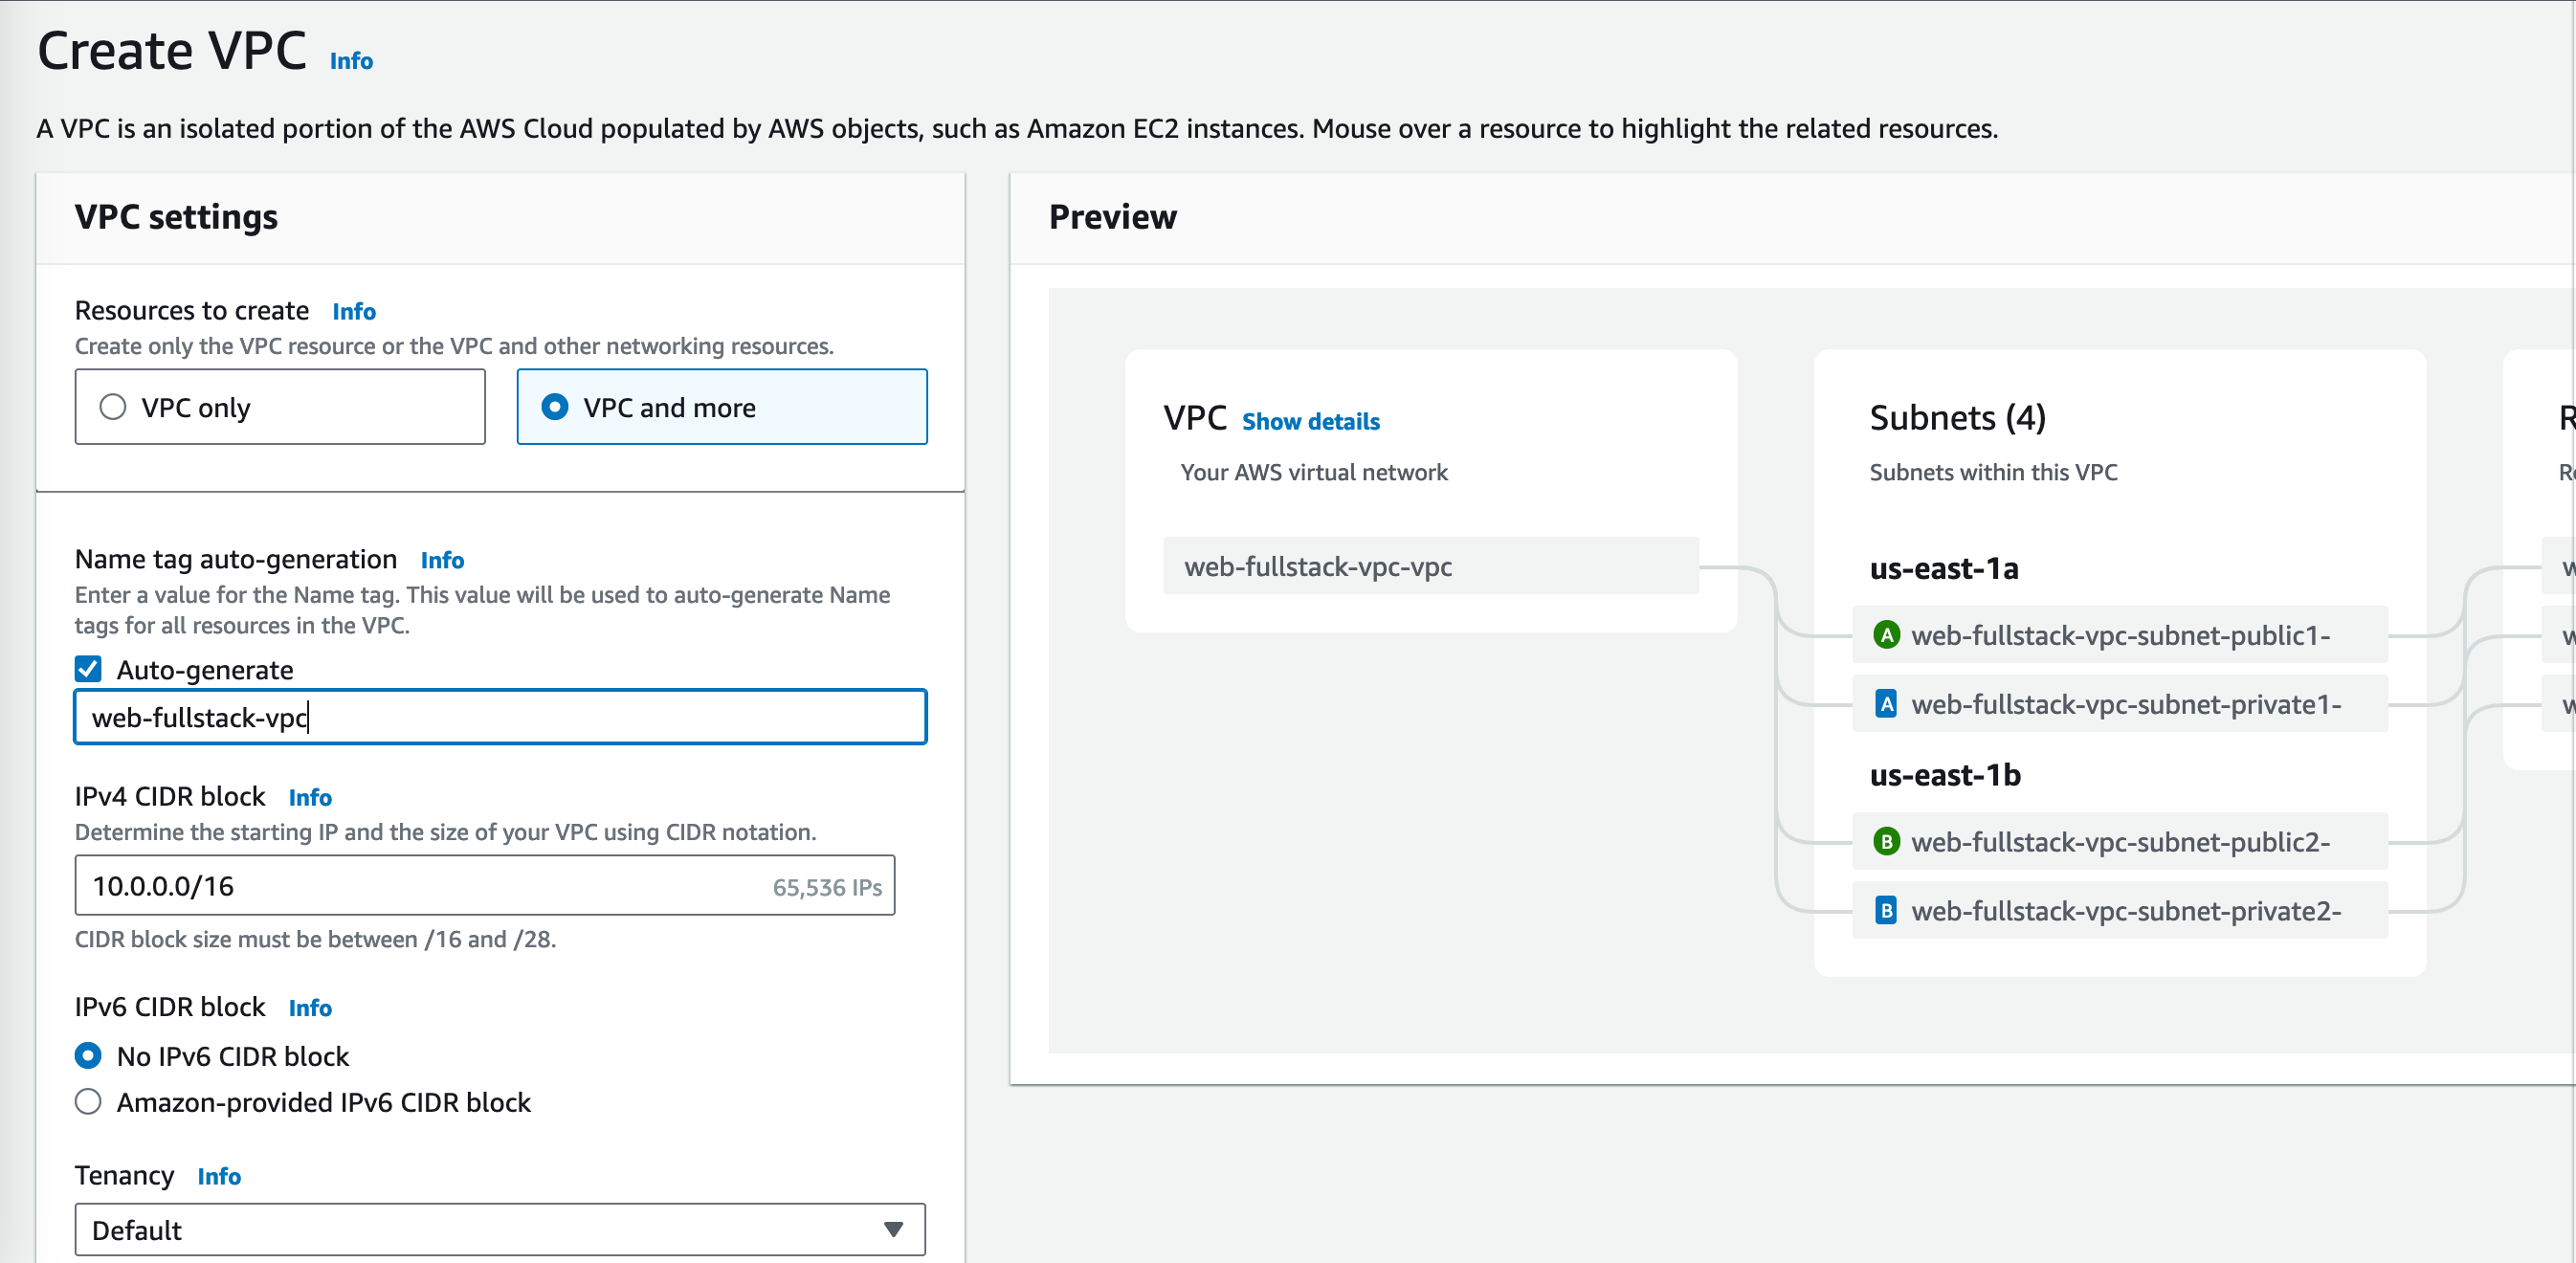 Create VPC Info
A VPC is an isolated portion of the AWS Cloud populated by AWS objects, such as Amazon EC2 instances. Mouse over a resource to highlight the related resources.
VPC settings
Resources to create Info
Create only the VPC resource or the VPC and other networking resources.
VPC only
VPC and more
Name tag auto-generation Info
Enter a value for the Name tag. This value will be used to auto-generate Name
tags for all resources in the VPC.
Auto-generate
web-fullstack-vpc
IPv4 CIDR block Info
Determine the starting IP and the size of your VPC using CIDR notation.
10.0.0.0/16 65,536 IPs
CIDR block size must be between /16 and /28.
IPv6 CIDR block Info
No IPv6 CIDR block
Amazon-provided IPv6 CIDR block
Tenancy Info
Default
Preview
VPC Show details
Your AWS virtual network
web-fullstack-vpc-vpc
Subnets (4)
Subnets within this VPC
us-east-1a
A web-fullstack-vpc-subnet-public1-
A web-fullstack-vpc-subnet-private1-
us-east-1b
B web-fullstack-vpc-subnet-public2-
B web-fullstack-vpc-subnet-private2-